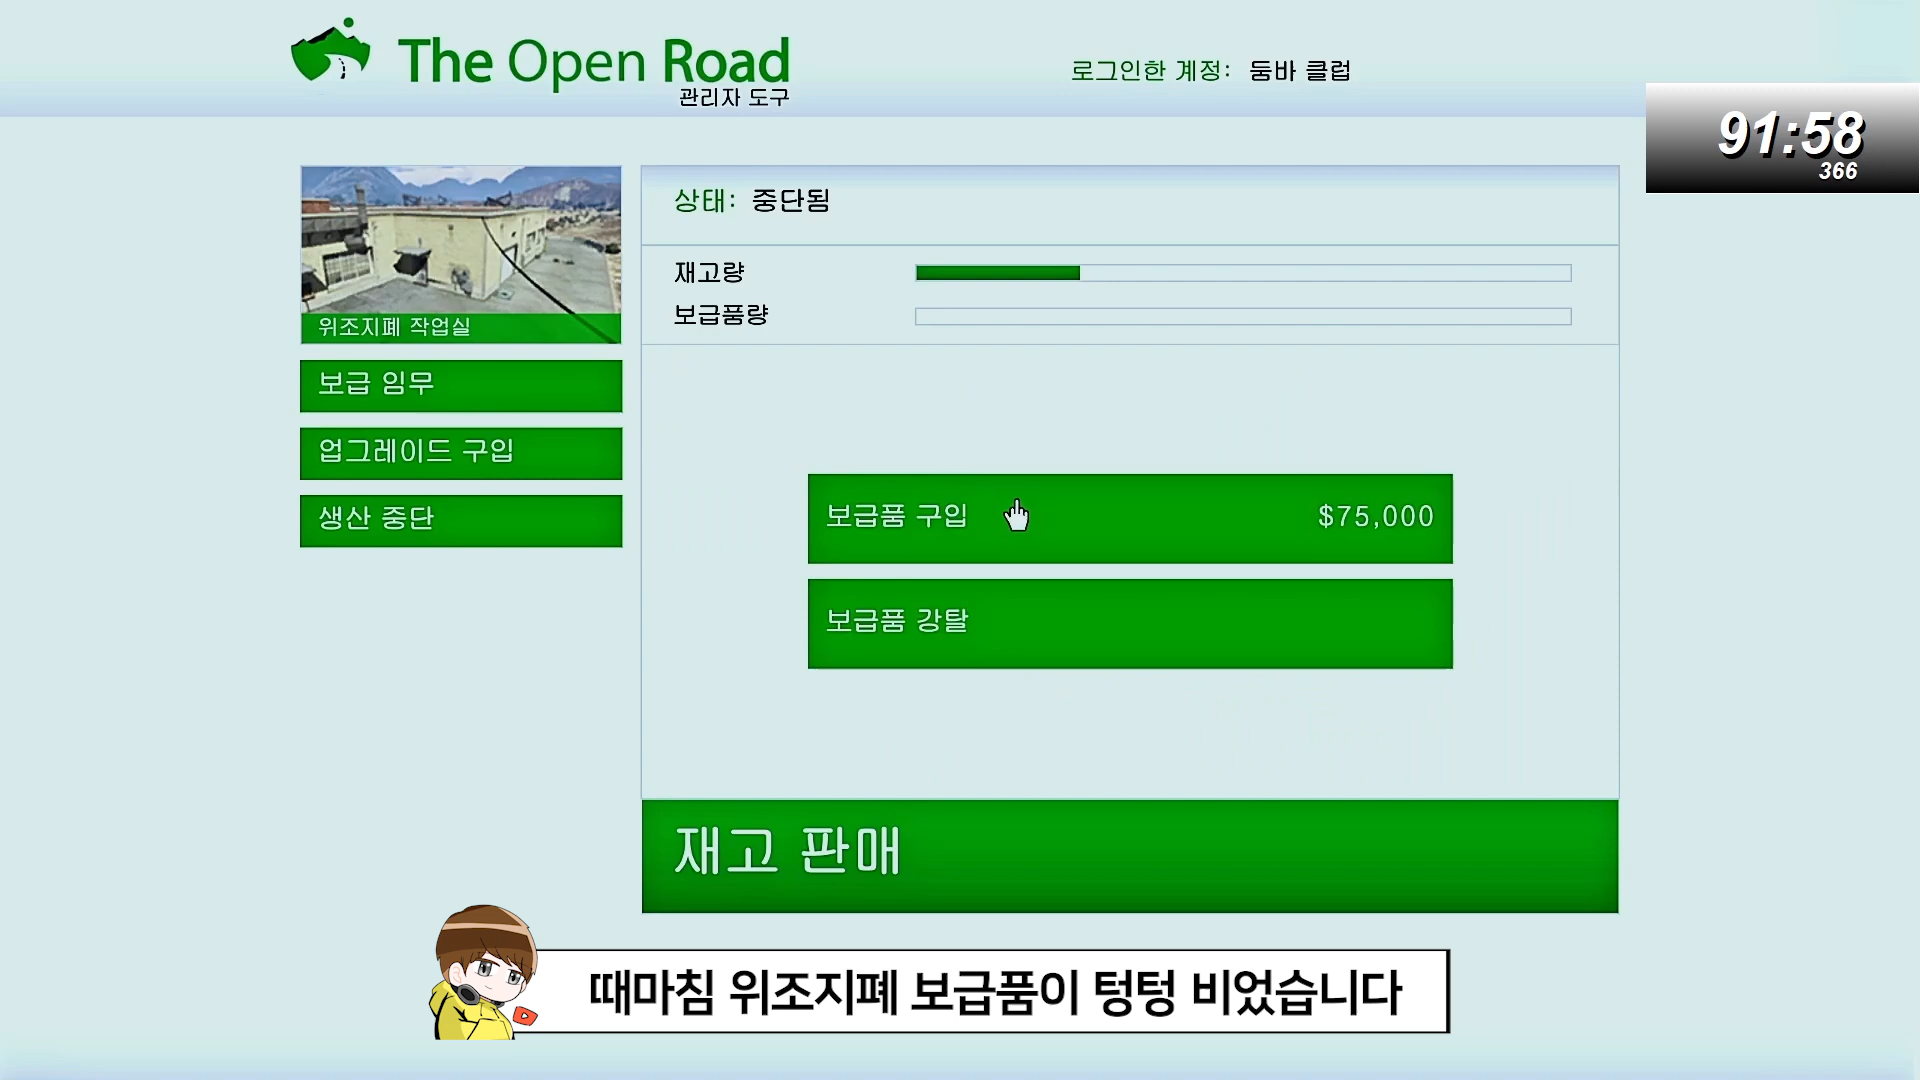 The Open Road
관리자 도구
로그인한 계정: 둠바 클럽
91:58
366
위조지폐 작업실
보급 임무
업그레이드 구입
생산 중단
상태: 중단됨
재고량
보급품량
보급품 구입 $75,000
보급품 강탈
재고 판매
때마침 위조지폐 보급품이 텅텅 비었습니다